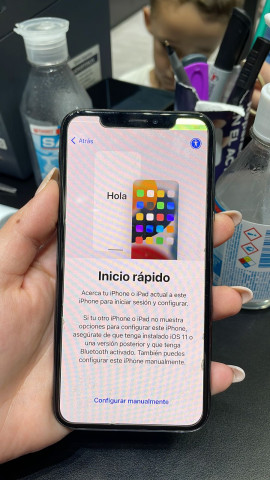 Atrás
Hola
Inicio rápido
Acerca tu iPhone o iPad actual a este
iPhone para iniciar sesión y configurar.
Si tu otro iPhone o iPad no muestra
opciones para configurar este iPhone,
asegúrate de que tenga instalado iOS 11 o
una versión posterior y que tenga
Bluetooth activado. También puedes
configurar este iPhone manualmente.
Configurar manualmente